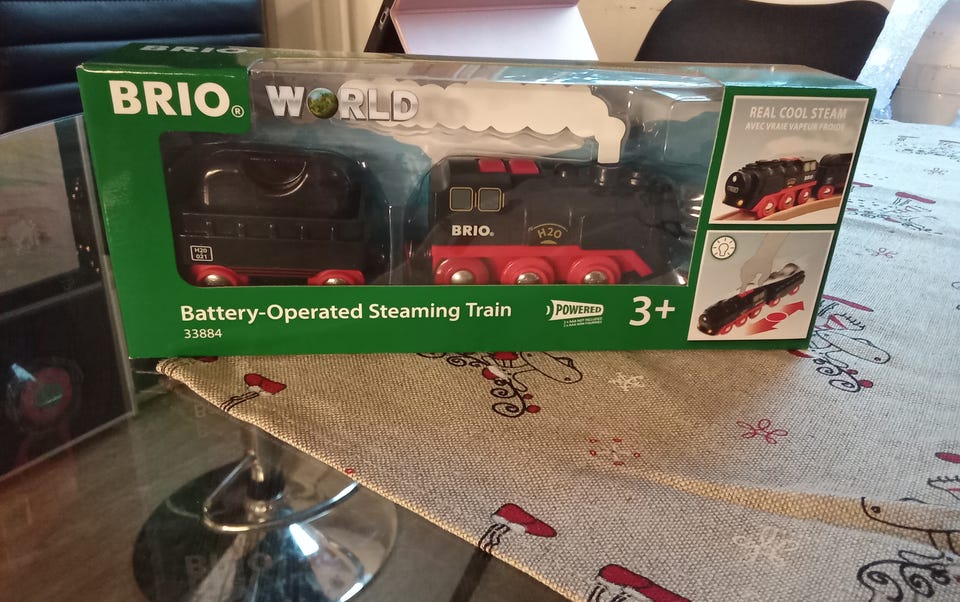 BRIO
BRIO®
WORLD
REAL COOL STEAM
AVEC VRAIE VAPEUR FROIDE
BRIO®
H2O
H20
021
Battery-Operated Steaming Train
33884
POWERED
3+